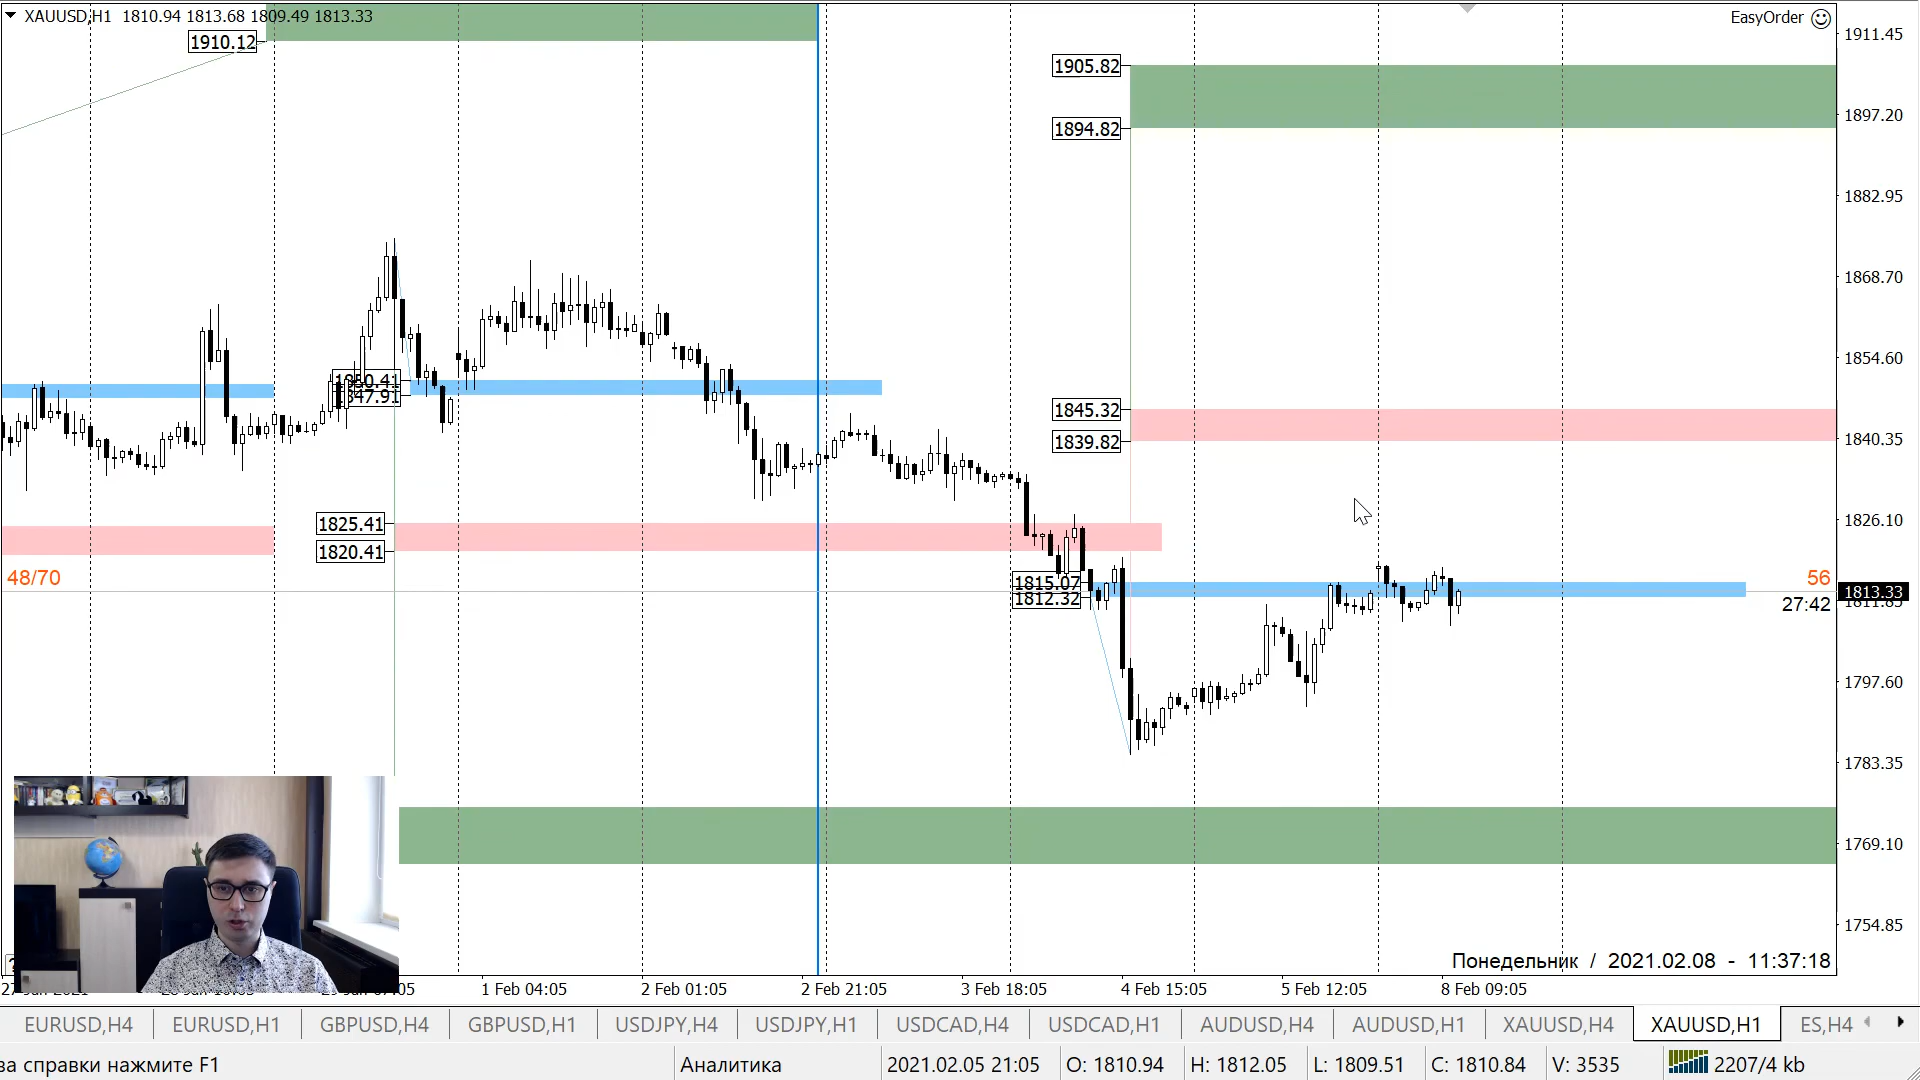 XAUUSD,H1 1810.94 1813.68 1809.49 1813.33
EasyOrder
1910.12
1905.82
1894.82
1850.41
1847.91
1845.32
1839.82
1825.41
1820.41
1815.07
1812.32
48/70
56
27:42
1911.45
1897.20
1882.95
1868.70
1854.60
1840.35
1826.10
1813.33
1811.85
1797.60
1783.35
1769.10
1754.85
Понедельник / 2021.02.08 - 11:37:18
1 Feb 04:05
2 Feb 01:05
2 Feb 21:05
3 Feb 18:05
4 Feb 15:05
5 Feb 12:05
8 Feb 09:05
EURUSD,H4 EURUSD,H1 GBPUSD,H4 GBPUSD,H1 USDJPY,H4 USDJPY,H1 USDCAD,H4 USDCAD,H1 AUDUSD,H4 AUDUSD,H1 XAUUSD,H4 XAUUSD,H1 ES,H4
за справки нажмите F1 Аналитика 2021.02.05 21:05 O: 1810.94 H: 1812.05 L: 1809.51 C: 1810.84 V: 3535 2207/4 kb